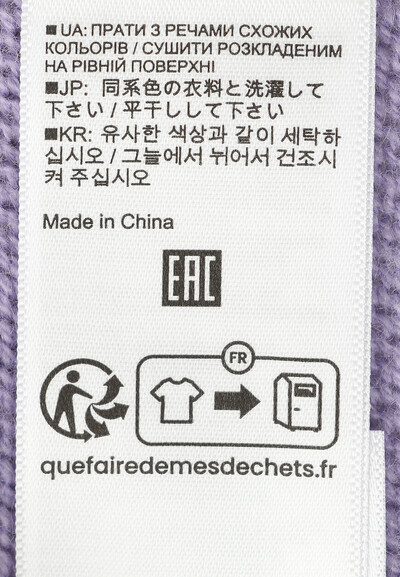 ■UA: ПРАТИ З РЕЧАМИ СХОЖИХ
КОЛЬОРІВ / СУШИТИ РОЗКЛАДЕНИМ
НА РІВНІЙ ПОВЕРХНІ
■JP: 同系色の衣料と洗濯して
下さい / 平干しして下さい
■KR: 유사한 색상과 같이 세탁하
십시오 / 그늘에서 뉘어서 건조시
켜 주십시오
Made in China
EAC
FR
quefairedemesdechets.fr